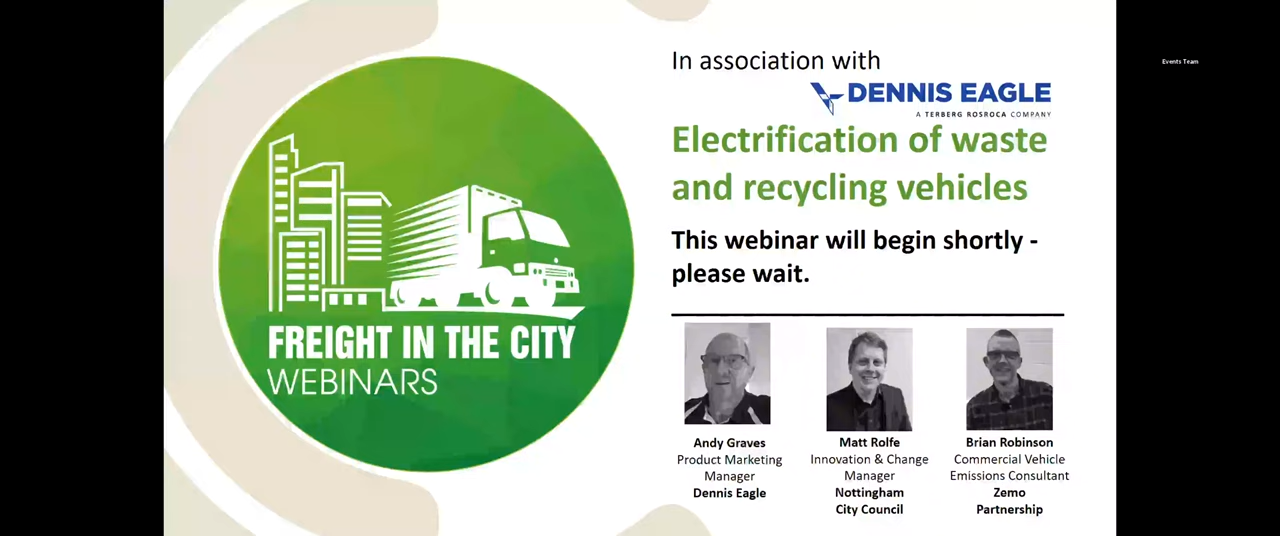 In association with
DENNIS EAGLE
A TERBERG ROSROCA COMPANY
Electrification of waste
and recycling vehicles
This webinar will begin shortly -
please wait.
FREIGHT IN THE CITY
WEBINARS
Andy Graves
Product Marketing
Manager
Dennis Eagle
Matt Rolfe
Innovation & Change
Manager
Nottingham
City Council
Brian Robinson
Commercial Vehicle
Emissions Consultant
Zemo
Partnership
Events Team